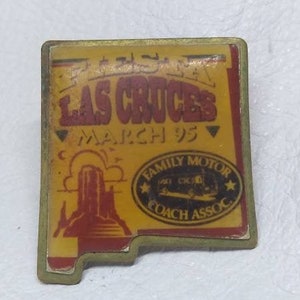 FIESTA
LAS CRUCES
MARCH 95
FAMILY MOTOR
COACH ASSOC.